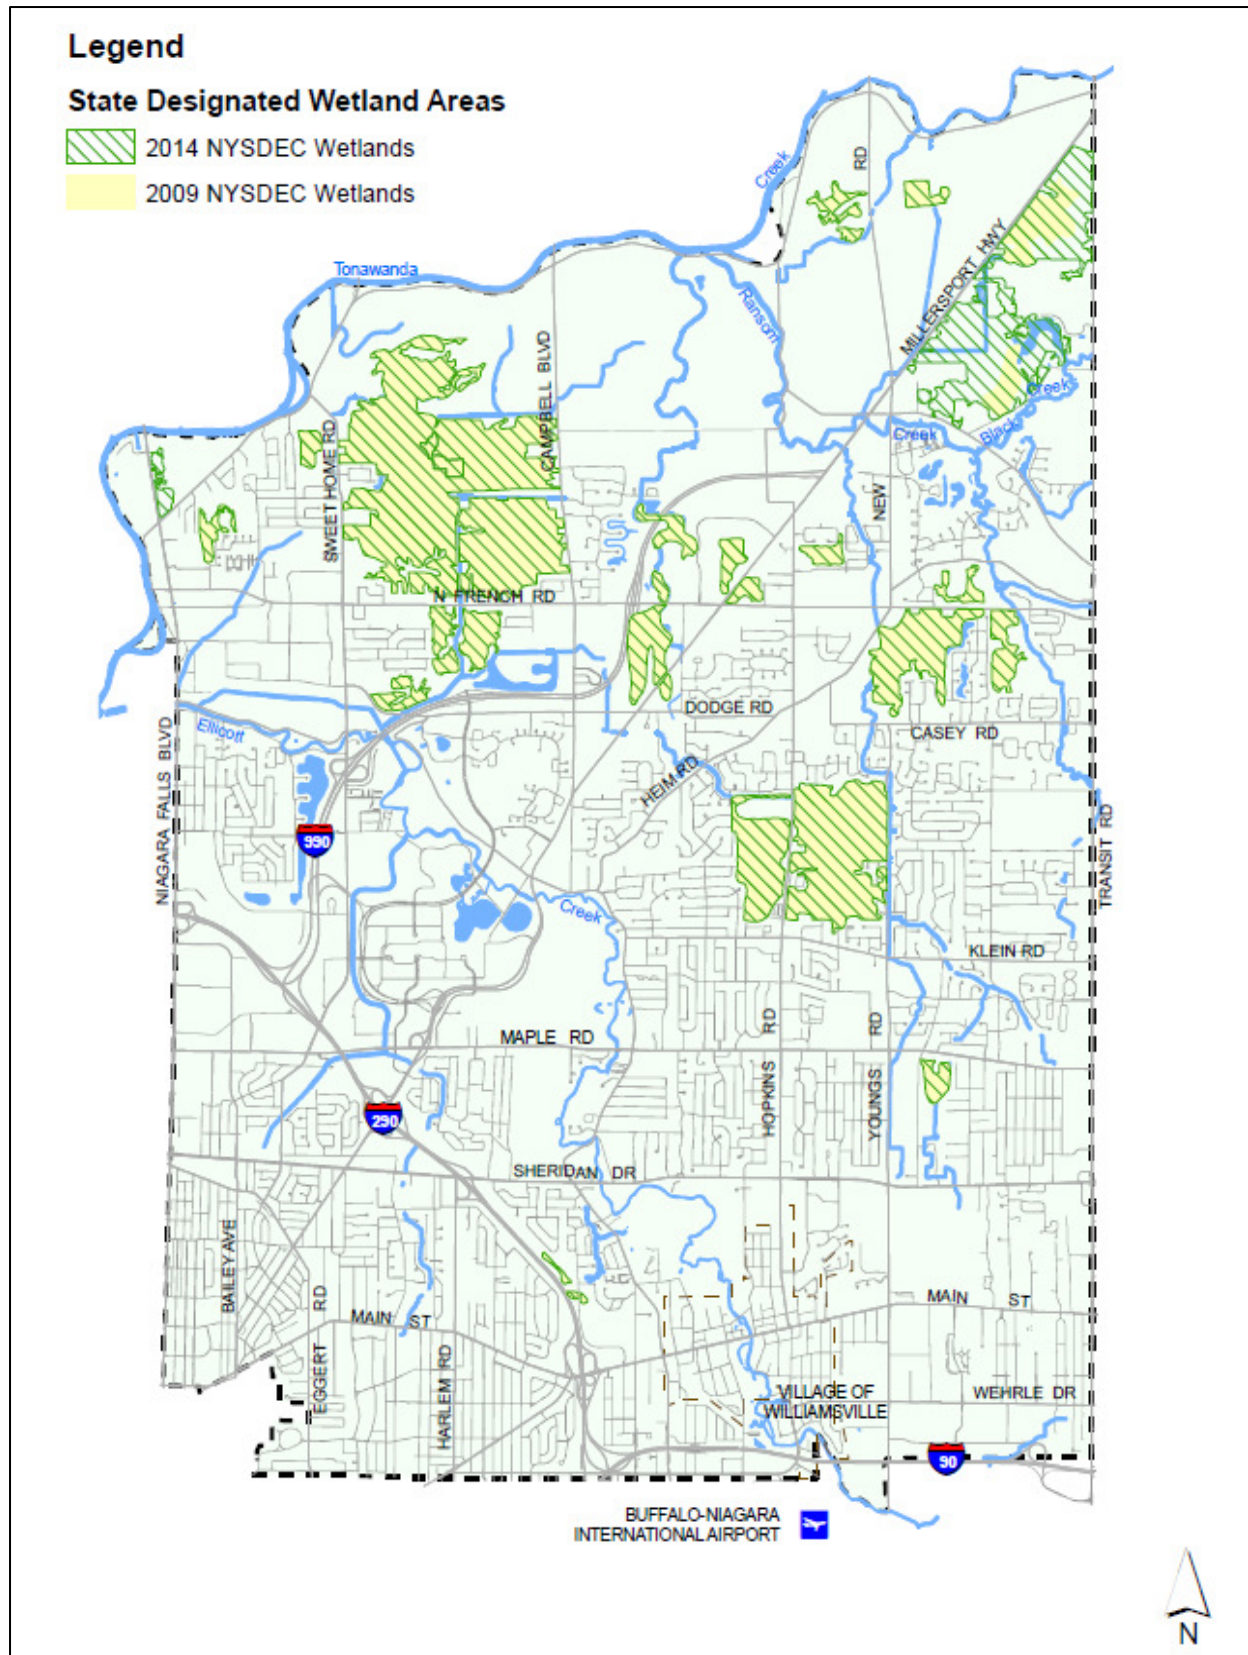 Legend
State Designated Wetland Areas
2014 NYSDEC Wetlands
2009 NYSDEC Wetlands
Creek
RD
Tonawanda
Ransom
MILLERSPORT HWY
CAMPBELL BLVD
SWEET HOME RD
Creek
Black
Creek
NEW
N FRENCH RD
DODGE RD
CASEY RD
Ellicott
NIAGARA FALLS BLVD
HEIM RD
TRANSIT RD
990
Creek
KLEIN RD
MAPLE RD
HOPKINS RD
YOUNGS RD
290
SHERIDAN DR
BAILEY AVE
EGGERT RD
MAIN ST
HARLEM RD
MAIN ST
VILLAGE OF
WILLIAMSVILLE
WEHRLE DR
90
BUFFALO-NIAGARA
INTERNATIONAL AIRPORT
N